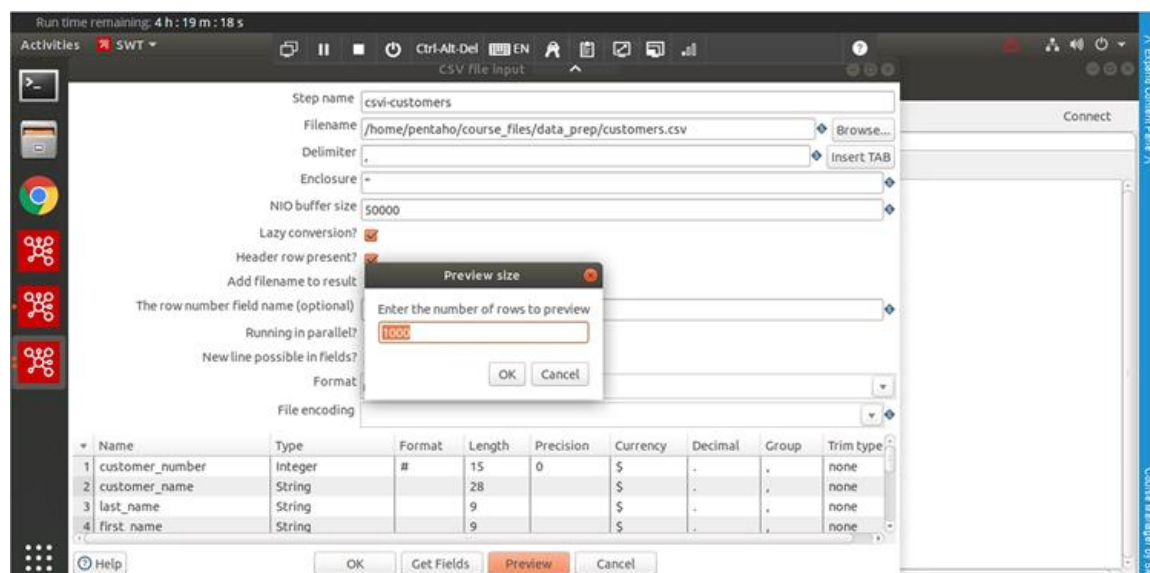 Run time remaining: 4 h : 19 m : 18 s
Activities SWT Ctrl-Alt-Del EN
CSV file input
Connect
Step name csvi-customers
Filename /home/pentaho/course_files/data_prep/customers.csv Browse...
Delimiter , Insert TAB
Enclosure "
NIO buffer size 50000
Lazy conversion?
Header row present?
Add filename to result
The row number field name (optional)
Running in parallel?
New line possible in fields?
Format
File encoding
Preview size
Enter the number of rows to preview
1000
OK Cancel
Name Type Format Length Precision Currency Decimal Group Trim type
1 customer_number Integer # 15 0 $ . , none
2 customer_name String 28 $ . , none
3 last_name String 9 $ . , none
4 first_name String 9 $ . , none
Help OK Get Fields Preview Cancel
Expand Content Pane